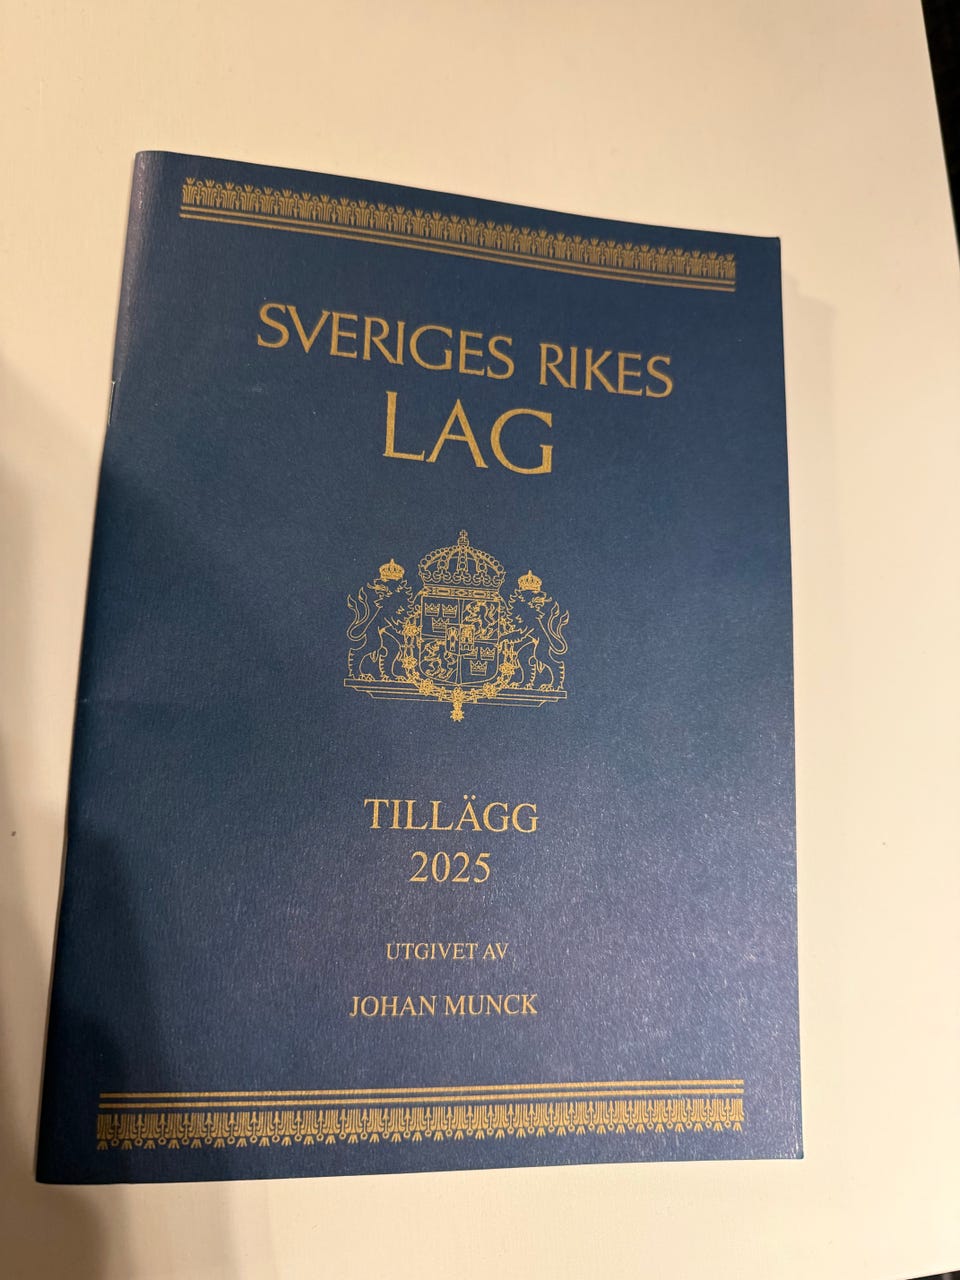 SVERIGES RIKES
LAG
TILLÄGG
2025
UTGIVET AV
JOHAN MUNCK